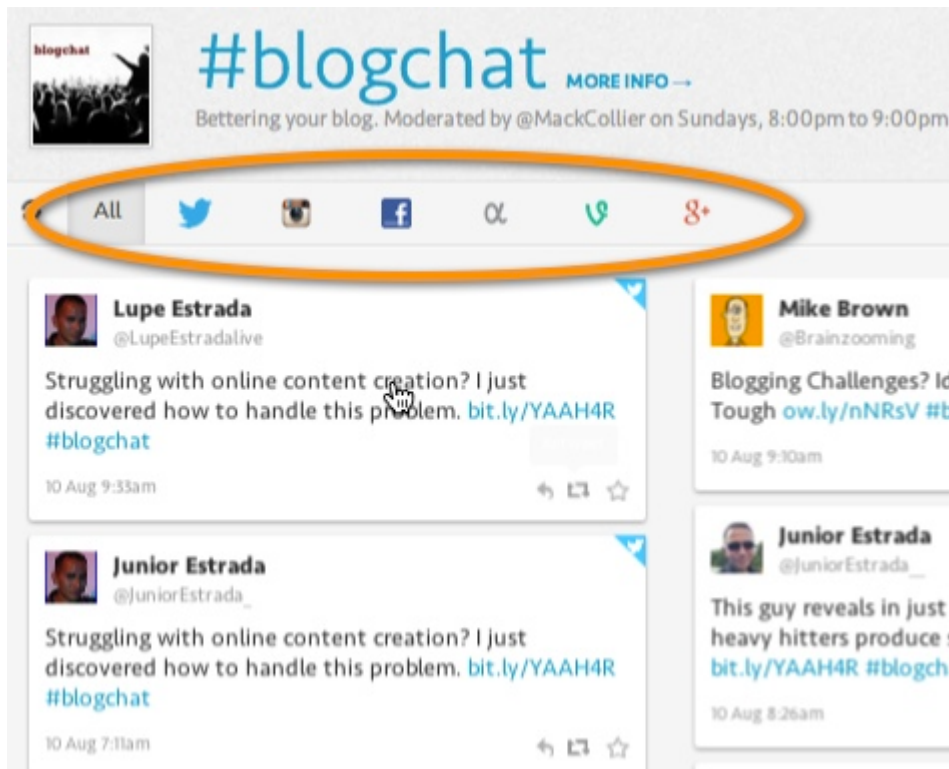 blogchat
#blogchat MORE INFO→
Bettering your blog. Moderated by @MackCollier on Sundays, 8:00pm to 9:00pm
All
Lupe Estrada
@LupeEstradalive
Struggling with online content creation? I just
discovered how to handle this problem. bit.ly/YAAH4R
#blogchat
10 Aug 9:33am
Junior Estrada
@JuniorEstrada_
Struggling with online content creation? I just
discovered how to handle this problem. bit.ly/YAAH4R
#blogchat
10 Aug 7:11am
Mike Brown
@Brainzooming
Blogging Challenges? Id
Tough ow.ly/nNRsV #b
10 Aug 9:10am
Junior Estrada
@JuniorEstrada__
This guy reveals in just
heavy hitters produce
bit.ly/YAAH4R #blogch
10 Aug 8:26am